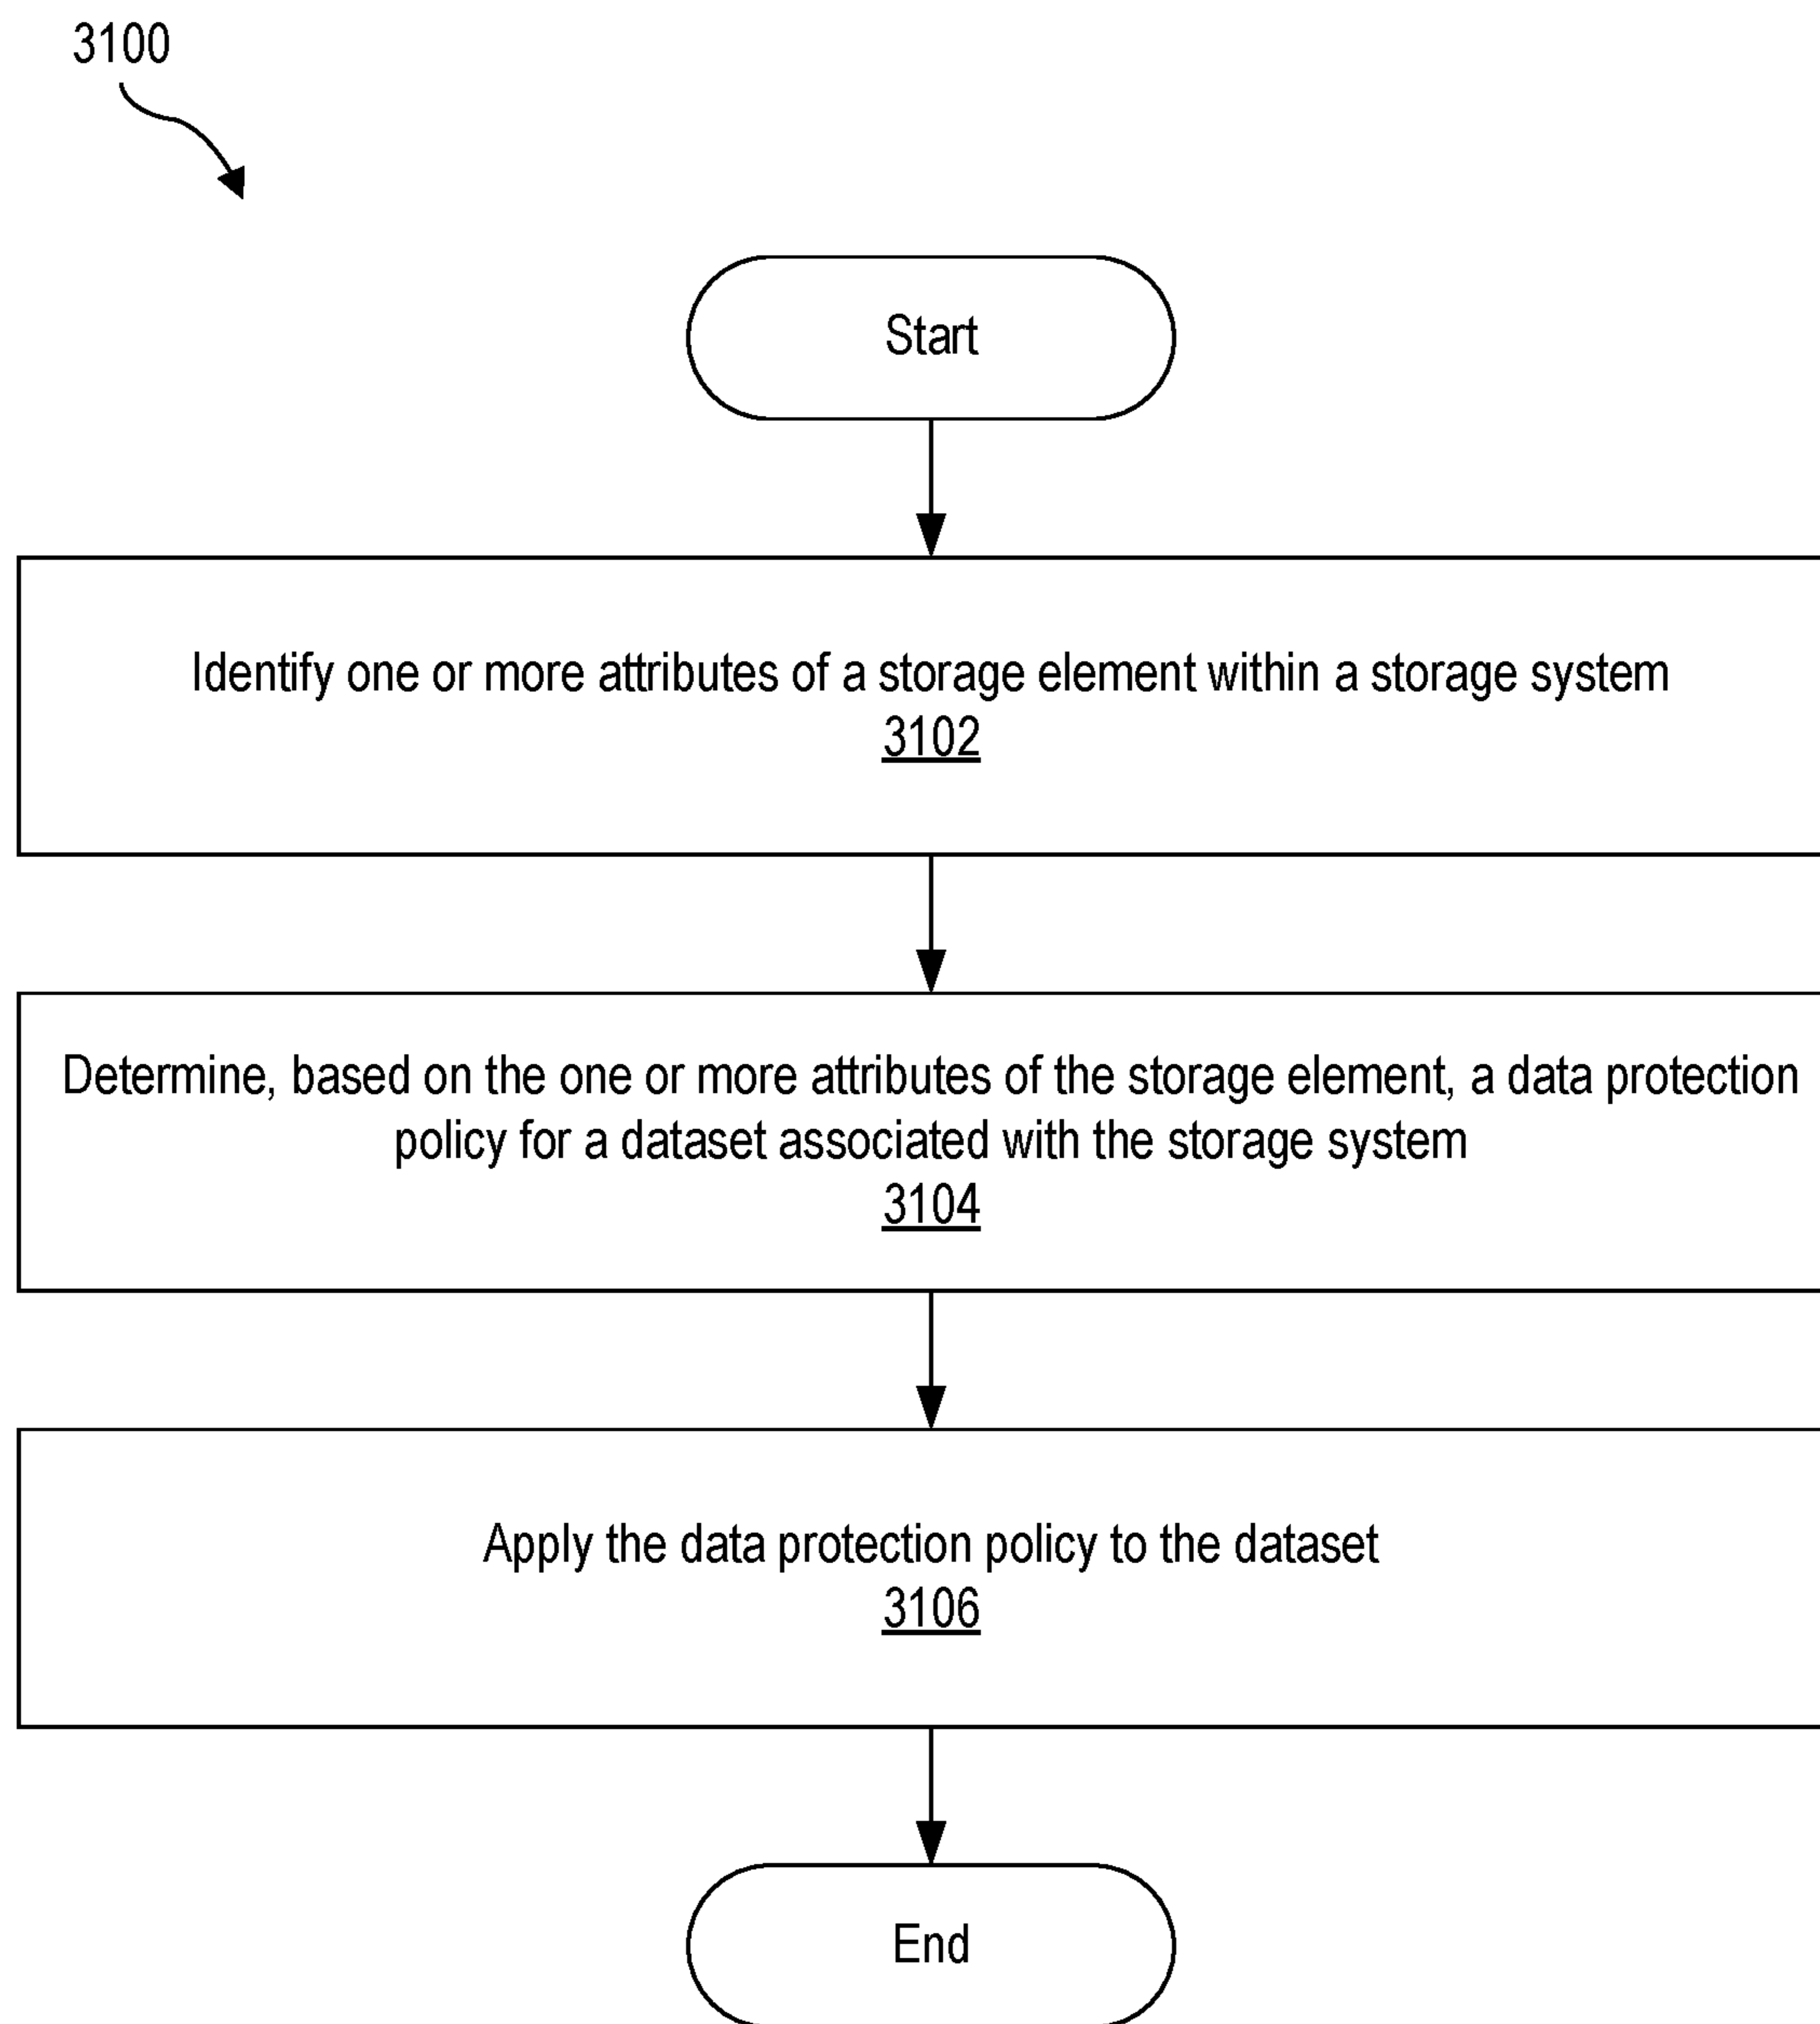 3100
Start
Identify one or more attributes of a storage element within a storage system
3102
Determine, based on the one or more attributes of the storage element, a data protection
policy for a dataset associated with the storage system
3104
Apply the data protection policy to the dataset
3106
End